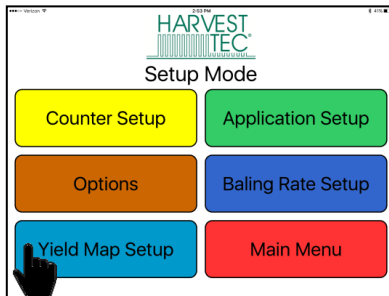 ●●●○○ Verizon 2:53 PM 41%
HARVEST
TEC
Setup Mode
Counter Setup Application Setup
Options Baling Rate Setup
Yield Map Setup Main Menu